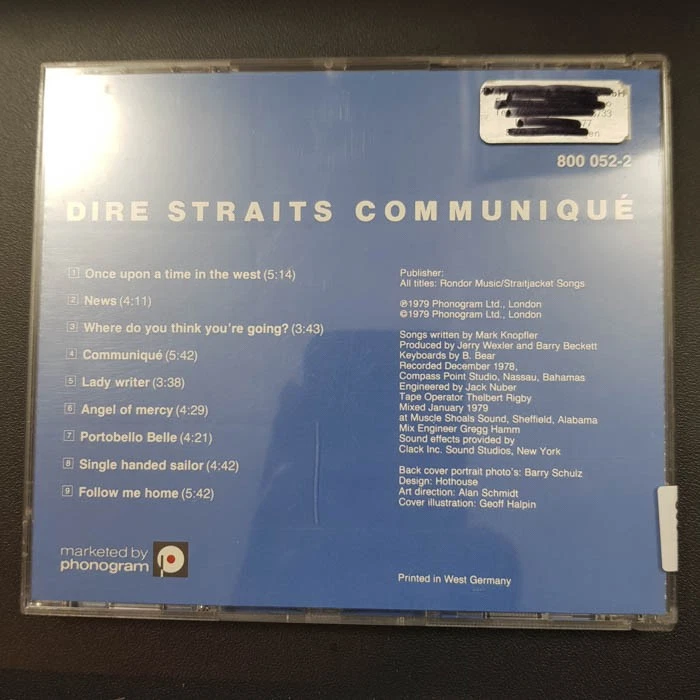 733
77
en
800 052-2
DIRE STRAITS COMMUNIQUÉ
1 Once upon a time in the west (5:14)
2 News (4:11)
3 Where do you think you're going? (3:43)
4 Communiqué (5:42)
5 Lady writer (3:38)
6 Angel of mercy (4:29)
7 Portobello Belle (4:21)
8 Single handed sailor (4:42)
9 Follow me home (5:42)
marketed by
phonogram
Publisher:
All titles: Rondor Music/Straitjacket Songs
℗1979 Phonogram Ltd., London
©1979 Phonogram Ltd., London
Songs written by Mark Knopfler
Produced by Jerry Wexler and Barry Beckett
Keyboards by B. Bear
Recorded December 1978,
Compass Point Studio, Nassau, Bahamas
Engineered by Jack Nuber
Tape Operator Thelbert Rigby
Mixed January 1979
at Muscle Shoals Sound, Sheffield, Alabama
Mix Engineer Gregg Hamm
Sound effects provided by
Clack Inc. Sound Studios, New York
Back cover portrait photo's: Barry Schulz
Design: Hothouse
Art direction: Alan Schmidt
Cover illustration: Geoff Halpin
Printed in West Germany